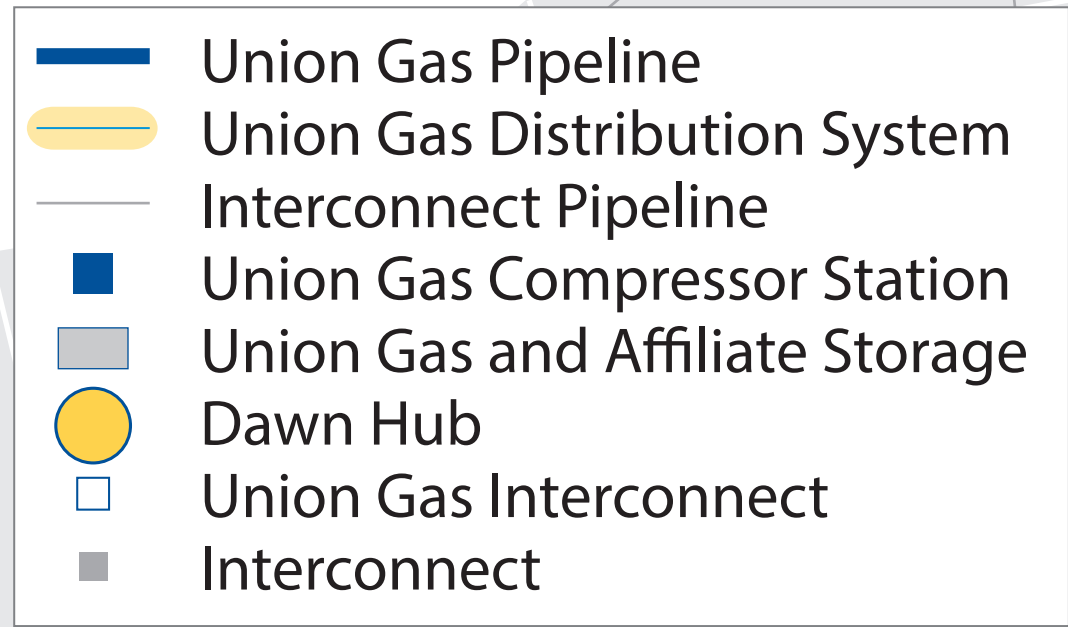 Union Gas Pipeline
Union Gas Distribution System
Interconnect Pipeline
Union Gas Compressor Station
Union Gas and Affiliate Storage
Dawn Hub
Union Gas Interconnect
Interconnect